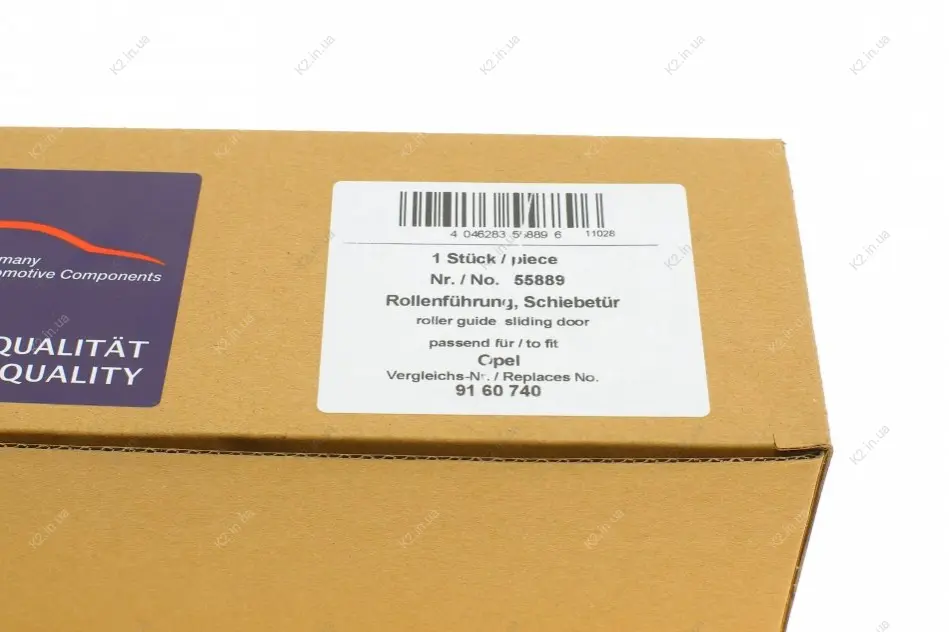 4 046283 55889 6 11028
1 Stück / piece
Nr. / No. 55889
Rollenführung, Schiebetür
roller guide sliding door
passend für / to fit
Opel
Vergleichs-Nr. / Replaces No.
91 60 740
many
omotive Components
QUALITÄT
QUALITY
K2.in.ua